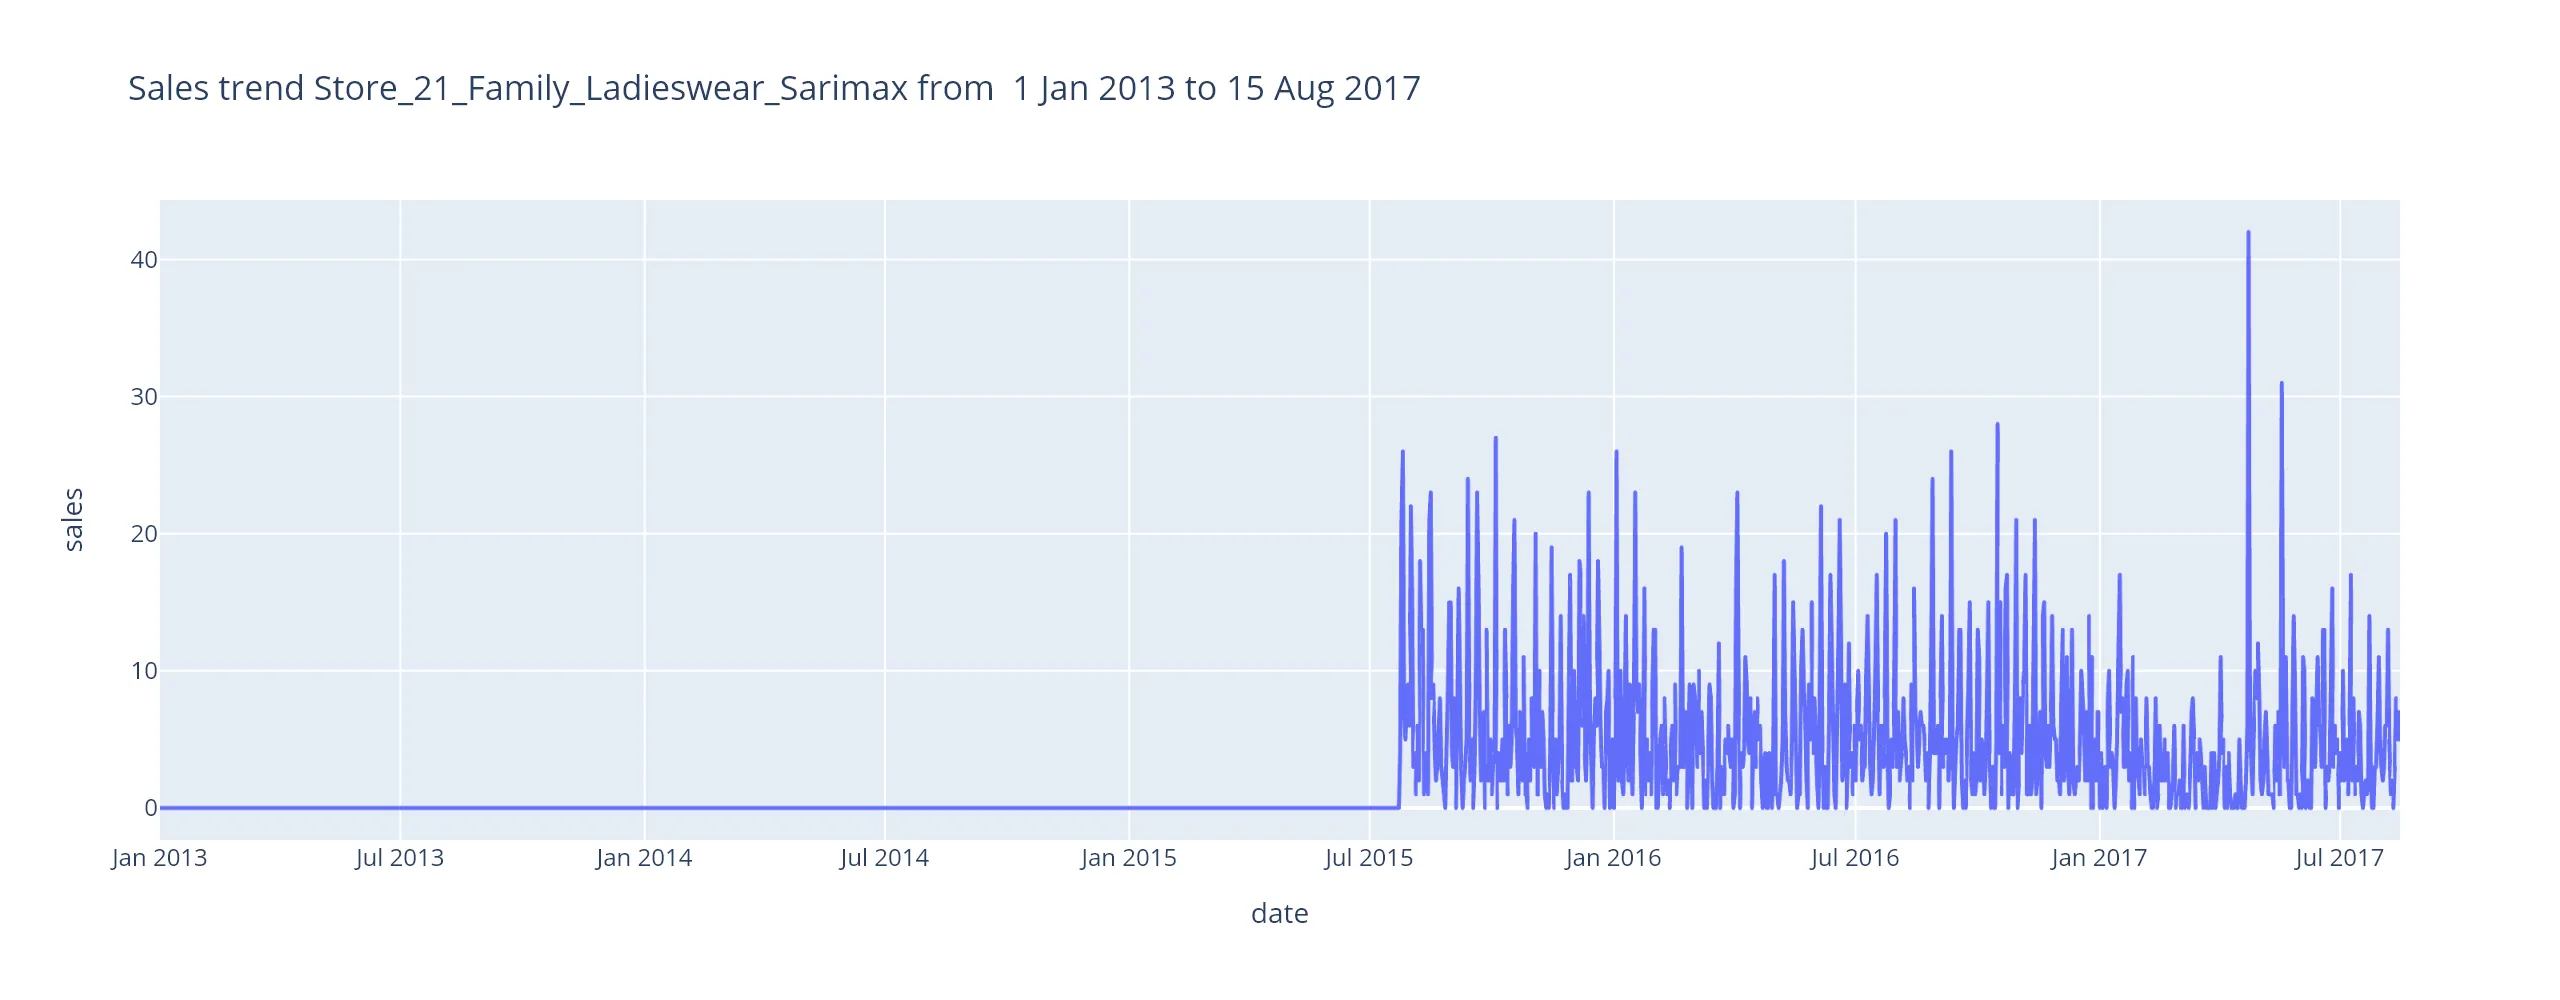 Sales trend Store_21_Family_Ladieswear_Sarimax from  1 Jan 2013 to 15 Aug 2017
sales
40
30
20
10
0
Jan 2013 Jul 2013 Jan 2014 Jul 2014 Jan 2015 Jul 2015 Jan 2016 Jul 2016 Jan 2017 Jul 2017
date